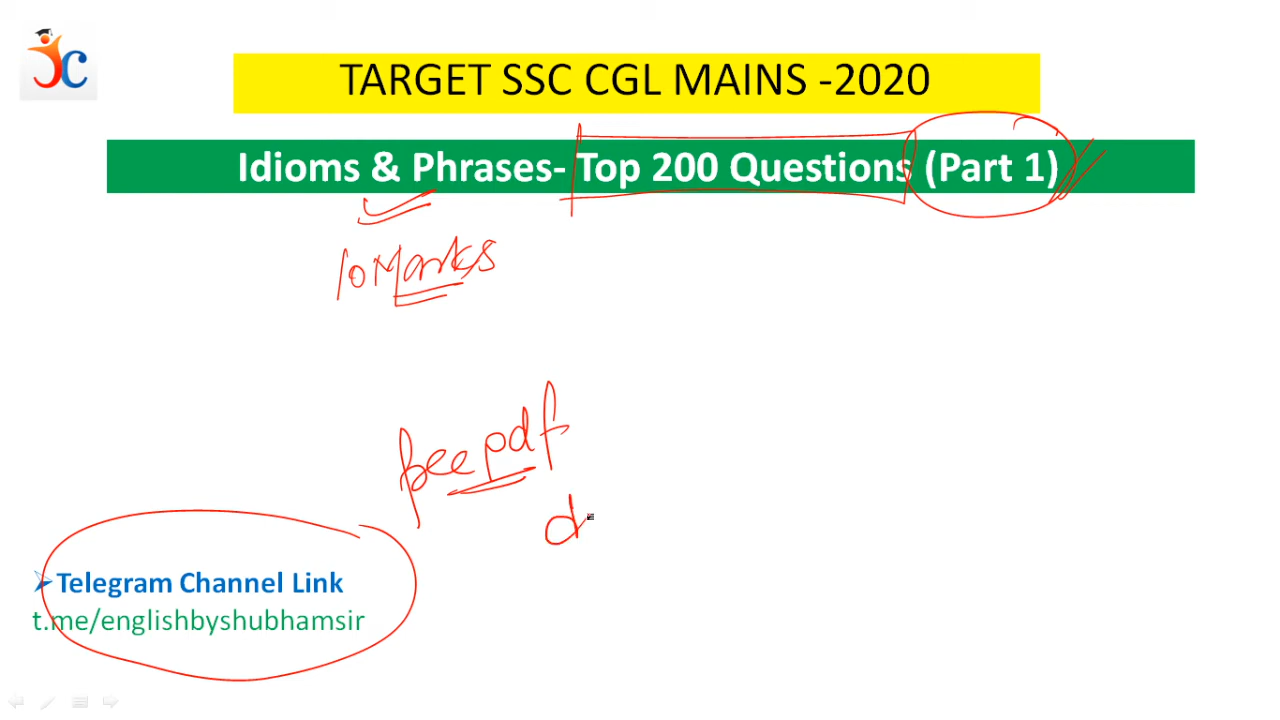 JC
TARGET SSC CGL MAINS -2020
Idioms & Phrases- Top 200 Questions (Part 1)
10 Marks
free pdf
d
Telegram Channel Link
t.me/englishbyshubhamsir